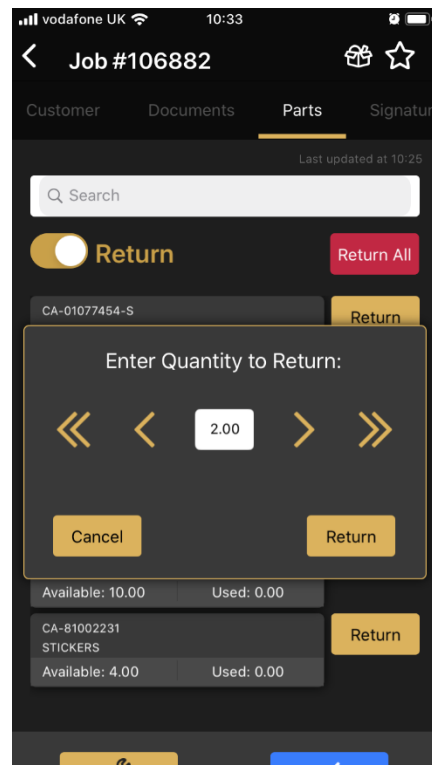 vodafone UK 10:33
Job #106882
Customer Documents Parts Signatur
Last updated at 10:25
Search
Return Return All
CA-01077454-S
Return
Enter Quantity to Return:
2.00
Cancel Return
Available: 10.00 Used: 0.00
CA-81002231
STICKERS
Return
Available: 4.00 Used: 0.00